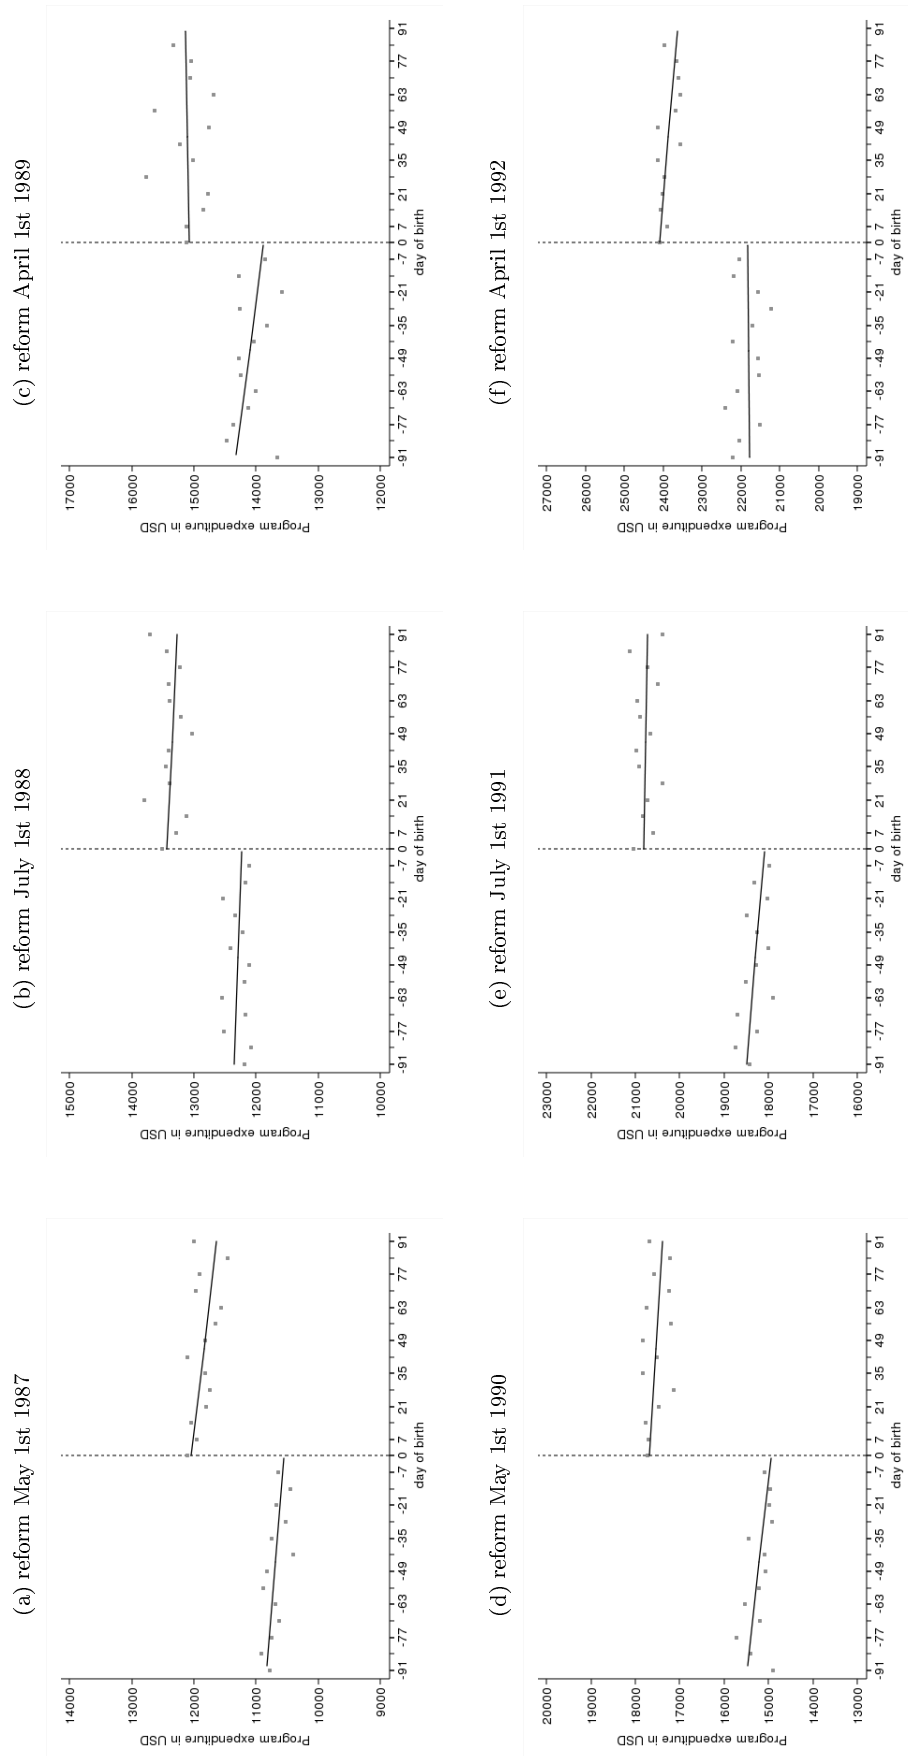 (a) reform May 1st 1987
Program expenditure in USD
14000
13000
12000
11000
10000
9000
-91 -77 -63 -49 -35 -21 -7 0 7 21 35 49 63 77 91
day of birth
(b) reform July 1st 1988
Program expenditure in USD
15000
14000
13000
12000
11000
10000
-91 -77 -63 -49 -35 -21 -7 0 7 21 35 49 63 77 91
day of birth
(c) reform April 1st 1989
Program expenditure in USD
17000
16000
15000
14000
13000
12000
-91 -77 -63 -49 -35 -21 -7 0 7 21 35 49 63 77 91
day of birth
(d) reform May 1st 1990
Program expenditure in USD
20000
19000
18000
17000
16000
15000
14000
13000
-91 -77 -63 -49 -35 -21 -7 0 7 21 35 49 63 77 91
day of birth
(e) reform July 1st 1991
Program expenditure in USD
23000
22000
21000
20000
19000
18000
17000
16000
-91 -77 -63 -49 -35 -21 -7 0 7 21 35 49 63 77 91
day of birth
(f) reform April 1st 1992
Program expenditure in USD
27000
26000
25000
24000
23000
22000
21000
20000
19000
-91 -77 -63 -49 -35 -21 -7 0 7 21 35 49 63 77 91
day of birth